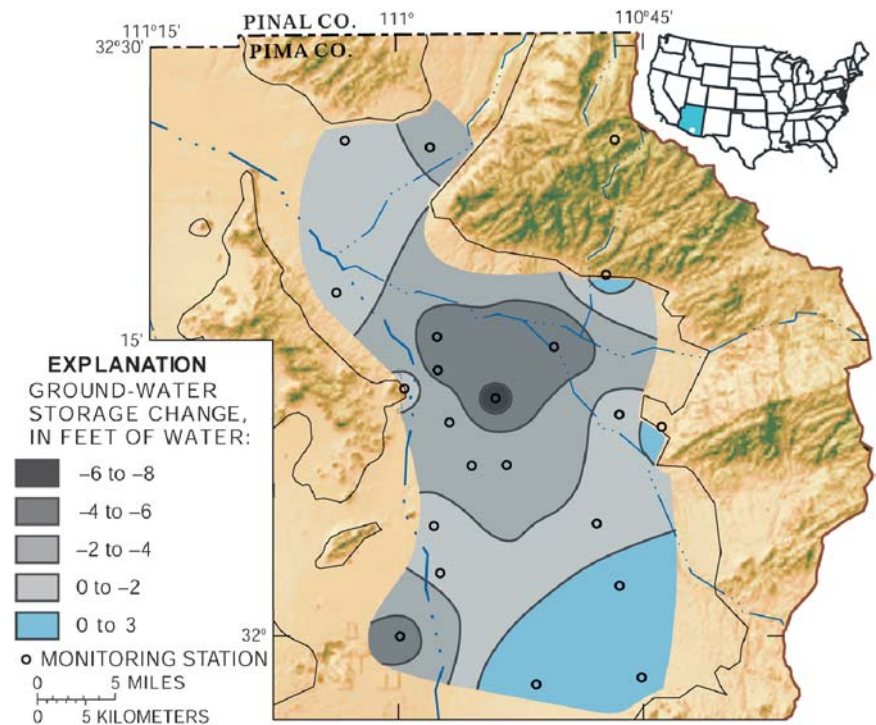 PINAL CO.
PIMA CO.
111°15'
111°
110°45'
32°30'
15'
32°
EXPLANATION
GROUND-WATER
STORAGE CHANGE,
IN FEET OF WATER:
–6 to –8
–4 to –6
–2 to –4
0 to –2
0 to 3
MONITORING STATION
0 5 MILES
0 5 KILOMETERS